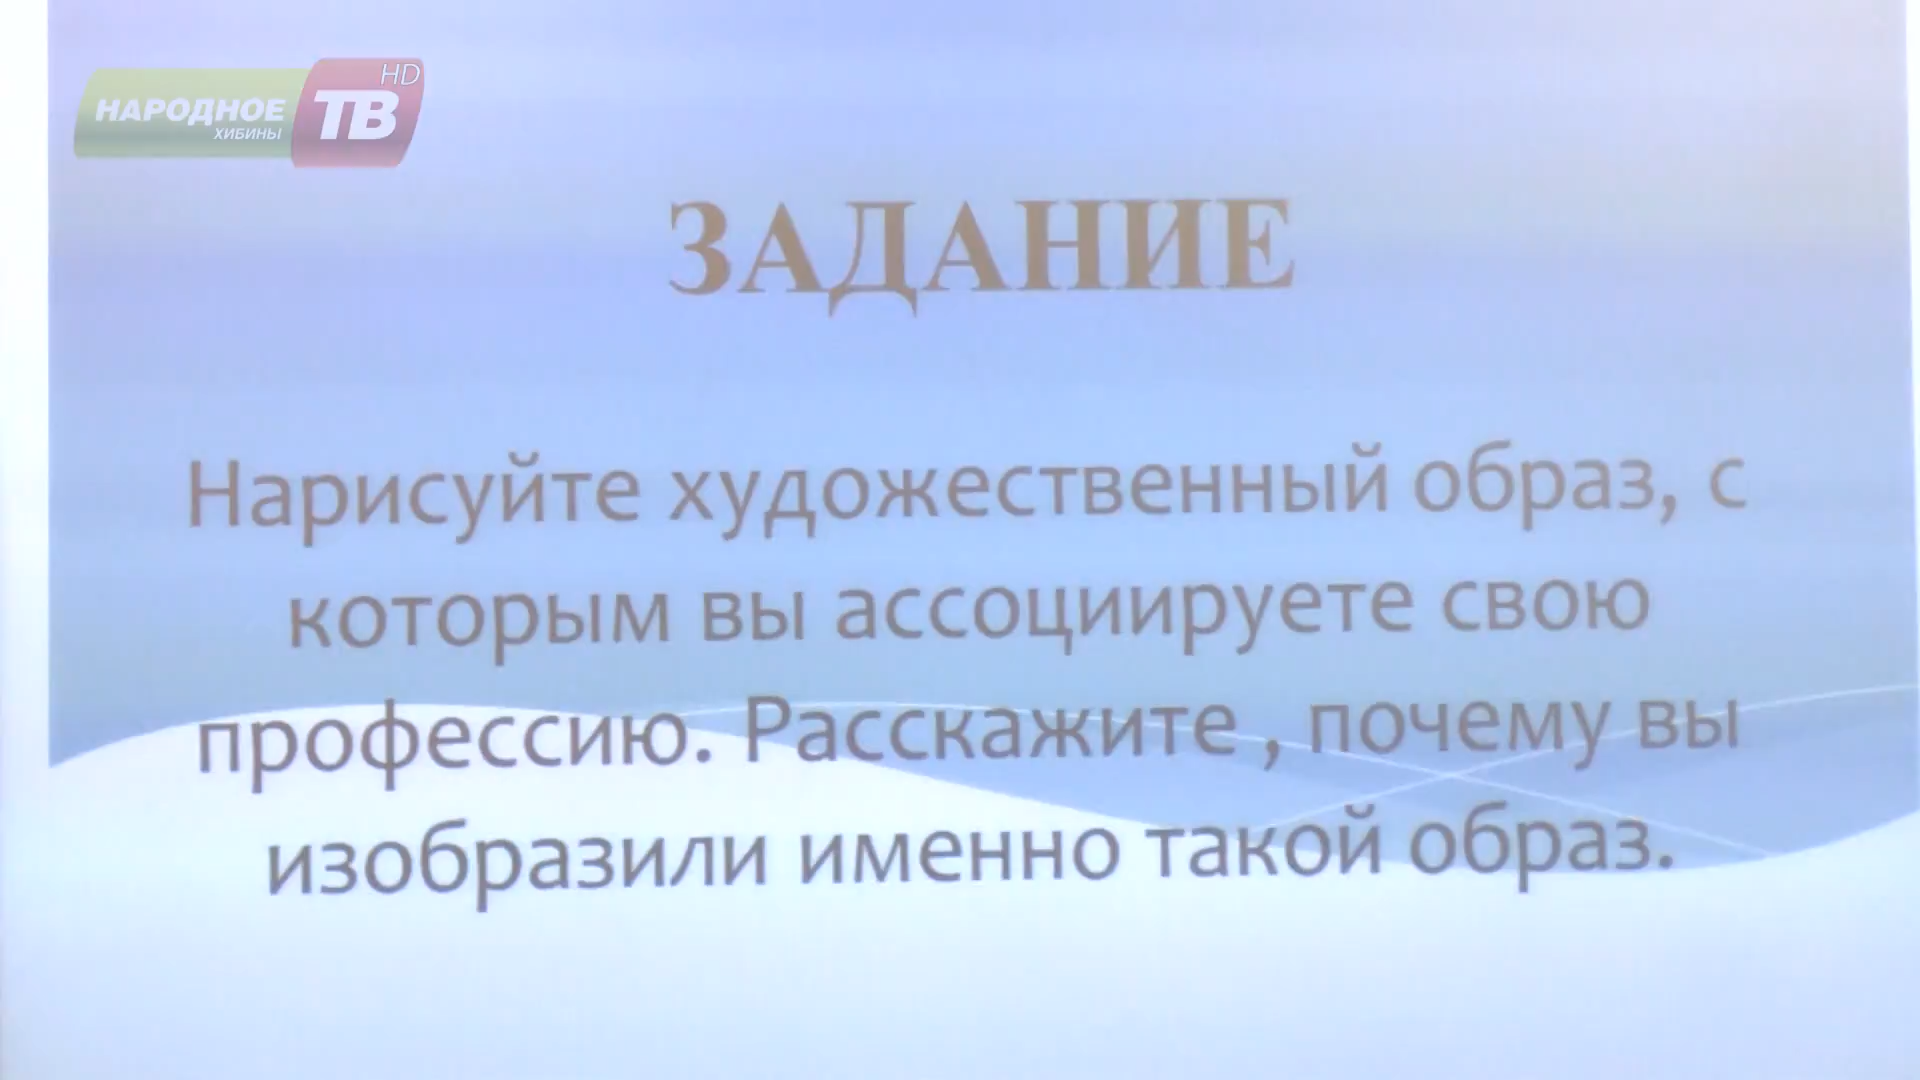 НАРОДНОЕ
ХИБИНЫ
ТВ
HD
ЗАДАНИЕ
Нарисуйте художественный образ, с
которым вы ассоциируете свою
профессию. Расскажите , почему вы
изобразили именно такой образ.